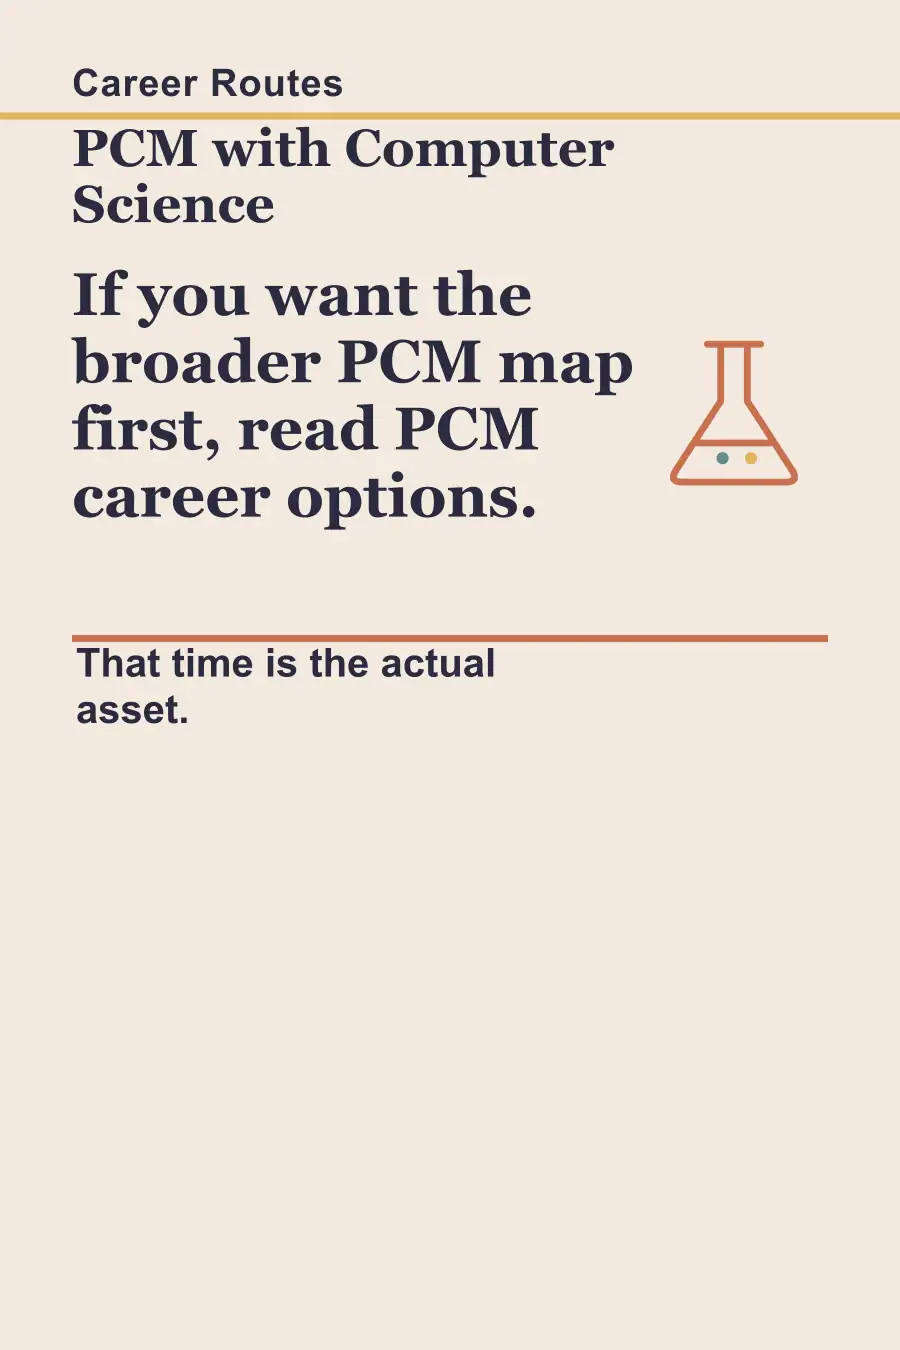 Career Routes
PCM with Computer
Science
If you want the
broader PCM map
first, read PCM
career options.
That time is the actual
asset.